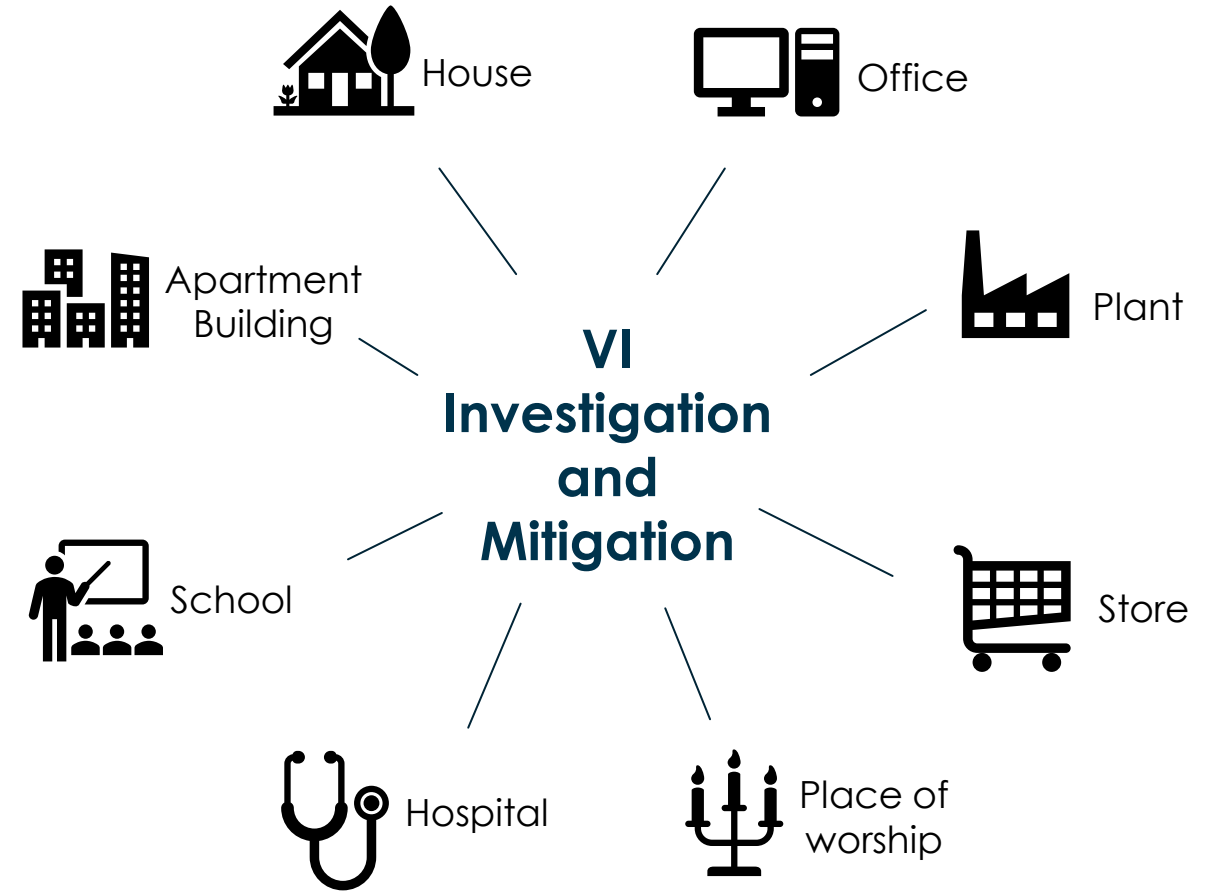 House
Office
Apartment
Building
Plant
VI
Investigation
and
Mitigation
School
Store
Hospital
Place of
worship